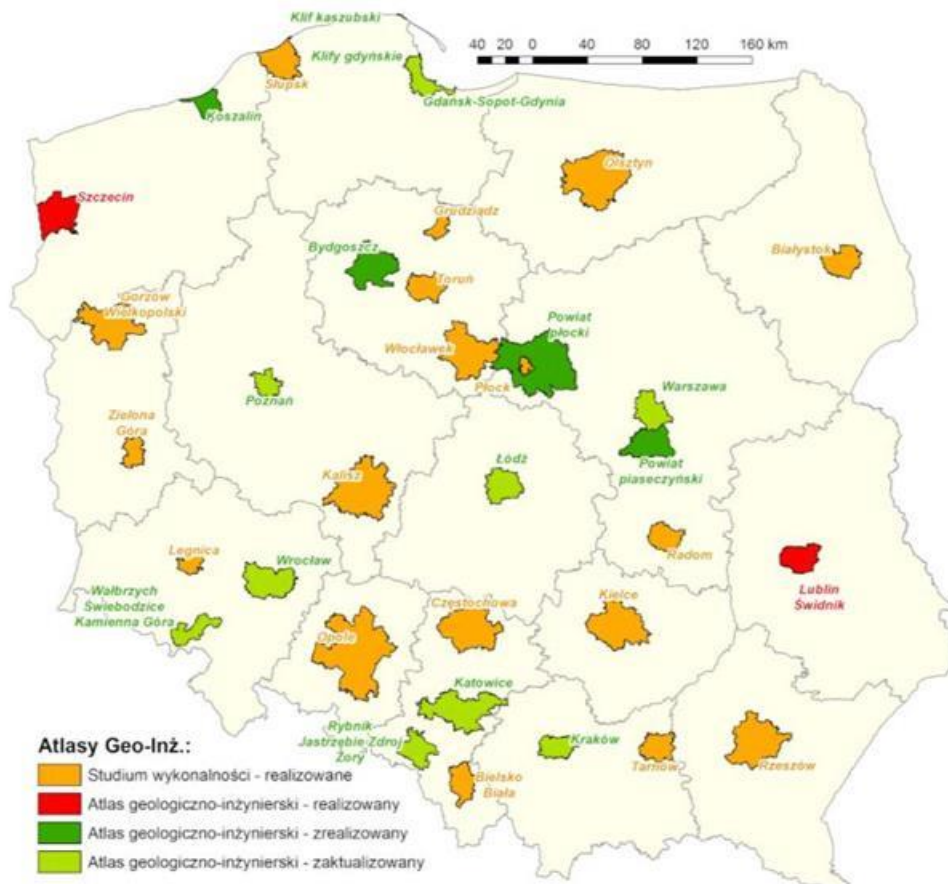 Klif kaszubski
Klify gdyńskie
40 20 0 40 80 160 km
Słupsk
Gdańsk-Sopot-Gdynia
Koszalin
Olsztyn
Szczecin
Grudziądz
Bydgoszcz
Białystok
Toruń
Gorzów
Wielkopolski
Powiat
płocki
Włocławek
Płock
Warszawa
Poznań
Zielona
Góra
Łódź
Powiat
piaseczyński
Kalisz
Radom
Legnica
Wrocław
Lublin
Świdnik
Wałbrzych
Świebodzice
Kamienna Góra
Częstochowa
Kielce
Opole
Katowice
Rybnik
Jastrzębie Zdrój
Żory
Kraków
Tarnów
Rzeszów
Bielsko
Biała
Atlasy Geo-Inż.:
Studium wykonalności - realizowane
Atlas geologiczno-inżynierski - realizowany
Atlas geologiczno-inżynierski - zrealizowany
Atlas geologiczno-inżynierski - zaktualizowany